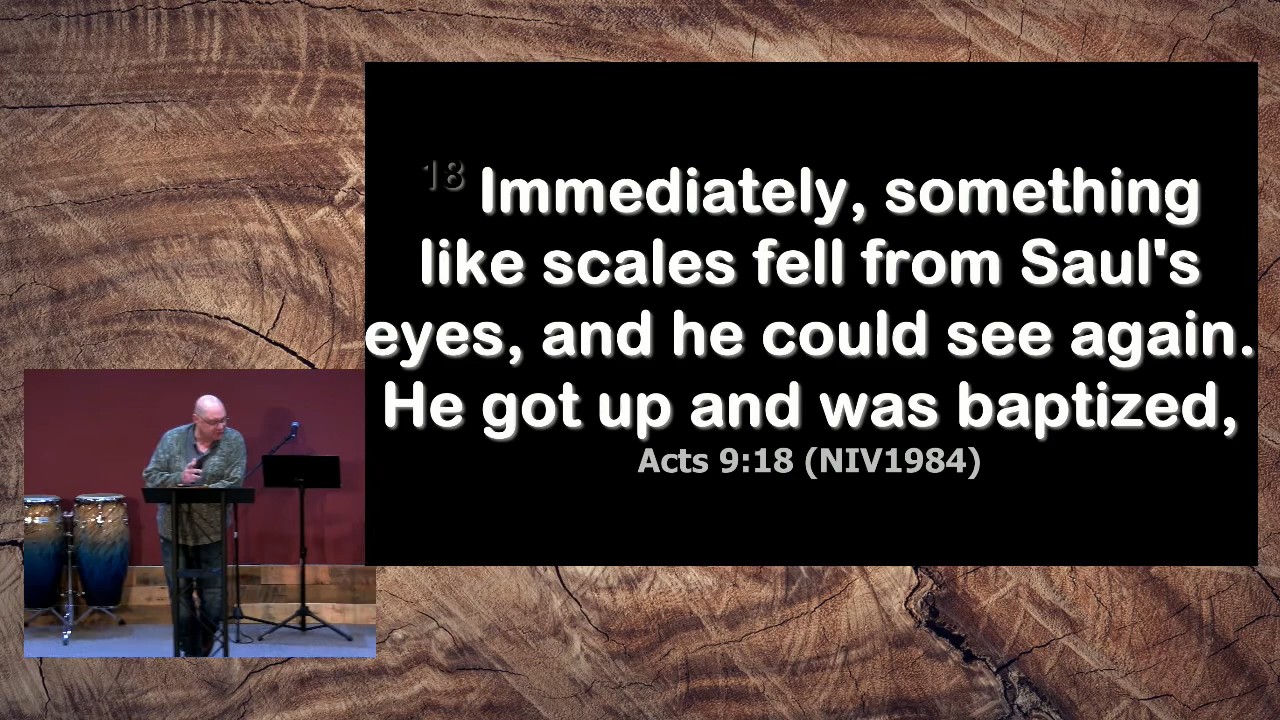 18 Immediately, something
like scales fell from Saul's
eyes, and he could see again.
He got up and was baptized,
Acts 9:18 (NIV1984)